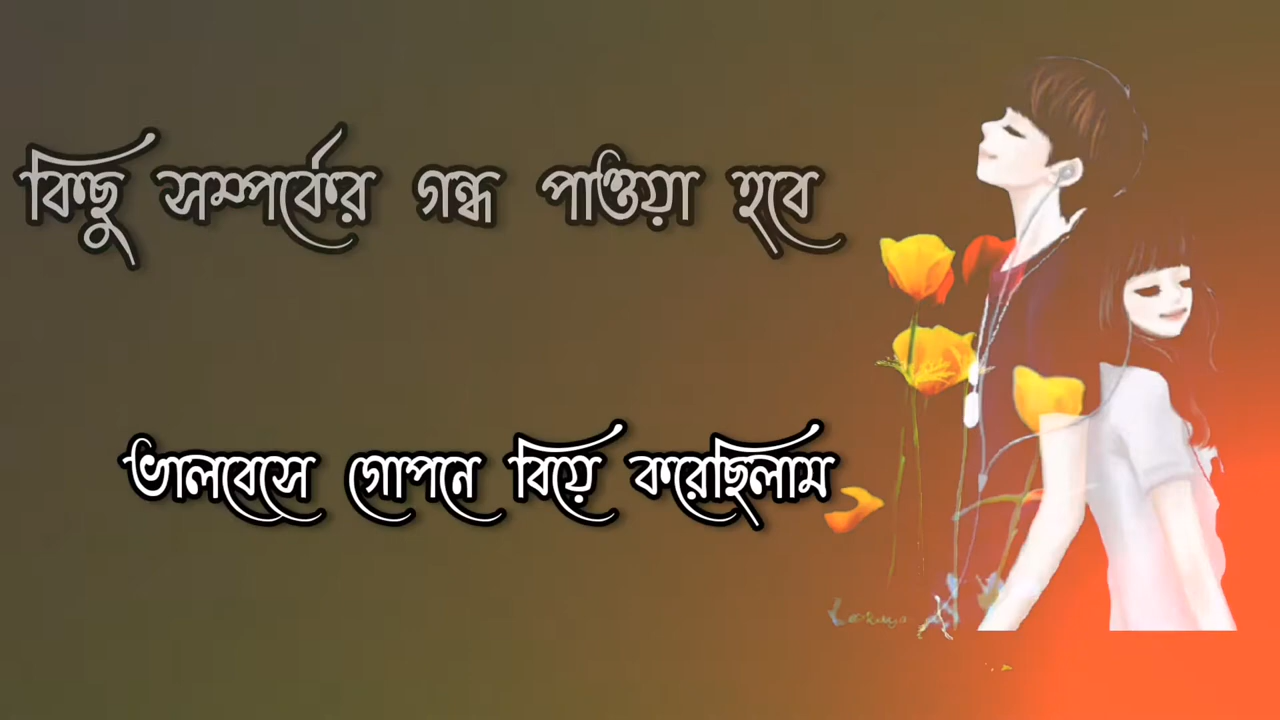 কিছু সম্পর্কের গন্ধ পাওয়া হবে
ভালবেসে গোপনে বিয়ে করেছিলাম